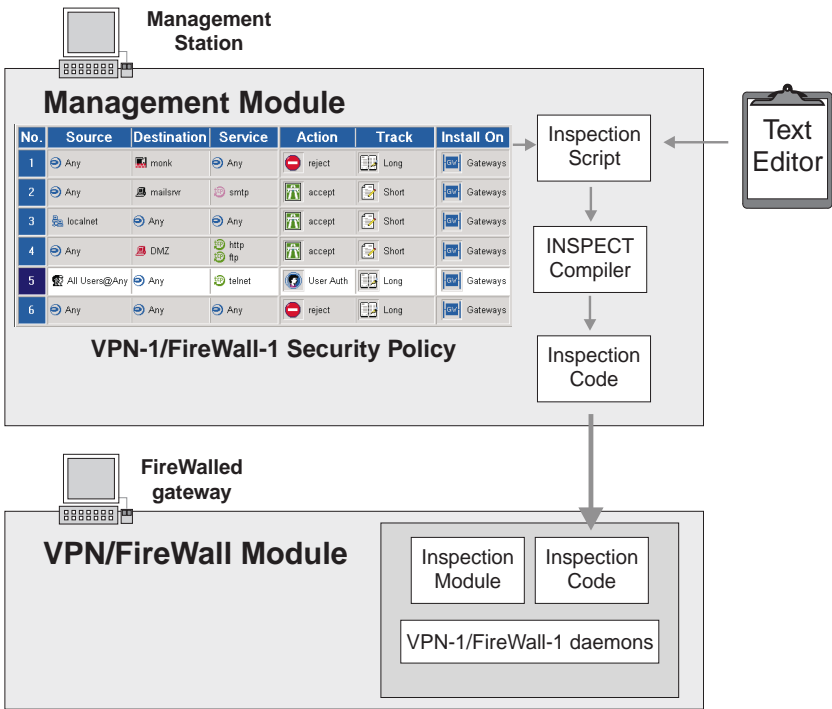 Management
Station
Management Module
No. Source Destination Service Action Track Install On
1 Any monk Any reject Long Gateways
2 Any mailsrvr smtp accept Short Gateways
3 localnet Any Any accept Short Gateways
4 Any DMZ http accept Short Gateways
ftp
5 All Users@Any Any telnet User Auth Long Gateways
6 Any Any Any reject Long Gateways
VPN-1/FireWall-1 Security Policy
Inspection
Script
INSPECT
Compiler
Inspection
Code
Text
Editor
FireWalled
gateway
VPN/FireWall Module
Inspection
Module
Inspection
Code
VPN-1/FireWall-1 daemons